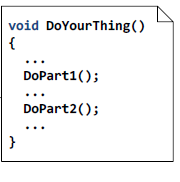 void DoYourThing()
{
...
DoPart1();
...
DoPart2();
...
}